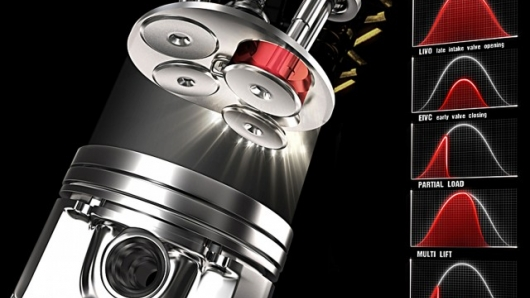 LIVO late intake valve opening
EIVC early valve closing
PARTIAL LOAD
MULTI LIFT